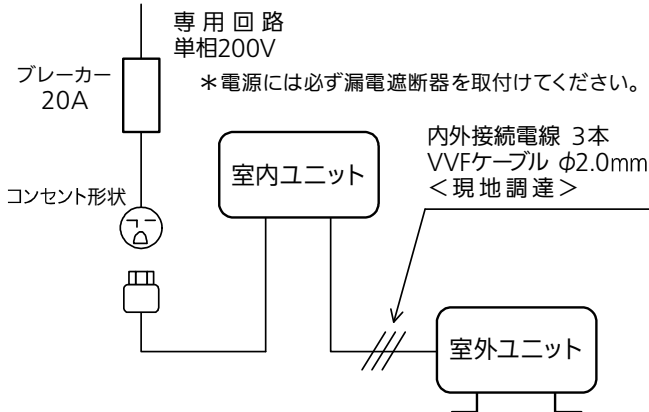 専用回路
単相200V
＊電源には必ず漏電遮断器を取付けてください。
ブレーカー
20A
内外接続電線 3本
VVFケーブル φ2.0mm
＜現地調達＞
室内ユニット
コンセント形状
室外ユニット